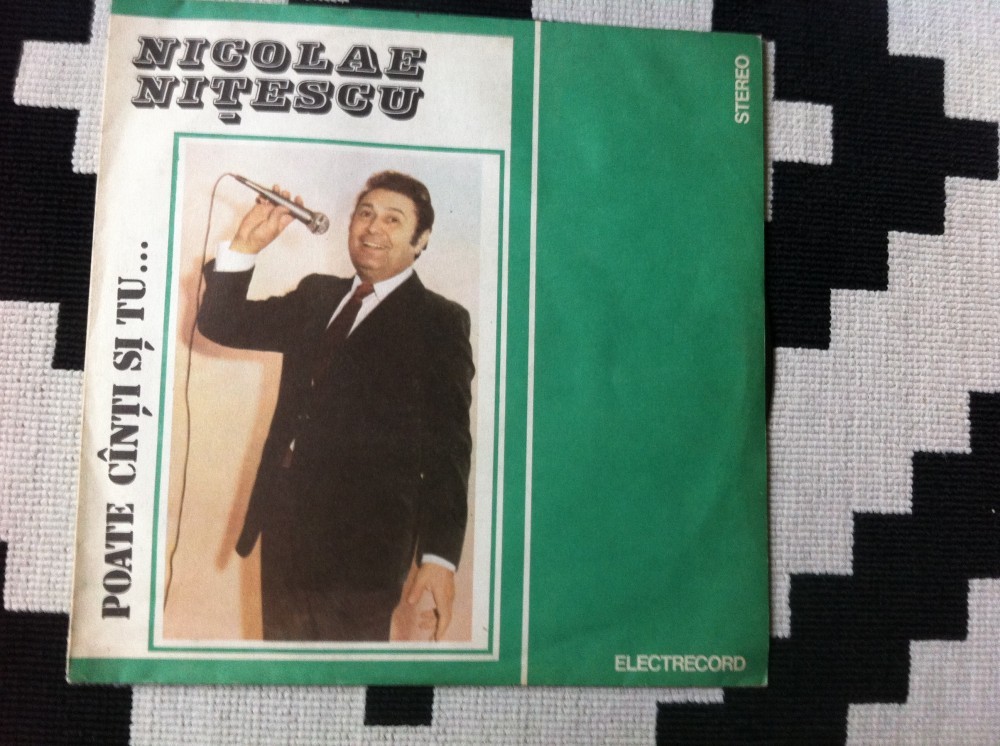 NICOLAE
NIȚESCU
STEREO
POATE CÎNȚI ȘI TU...
ELECTRECORD